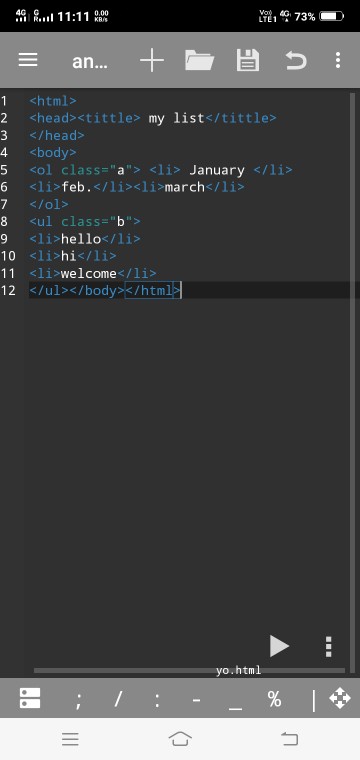 4G G 11:11 0.00 KB/s Vo) LTE1 4G 73%
an...
1 <html>
2 <head><tittle> my list</tittle>
3 </head>
4 <body>
5 <ol class="a"> <li> January </li>
6 <li>feb.</li><li>march</li>
7 </ol>
8 <ul class="b">
9 <li>hello</li>
10 <li>hi</li>
11 <li>welcome</li>
12 </ul></body></html>
yo.html
; / : - _ % |